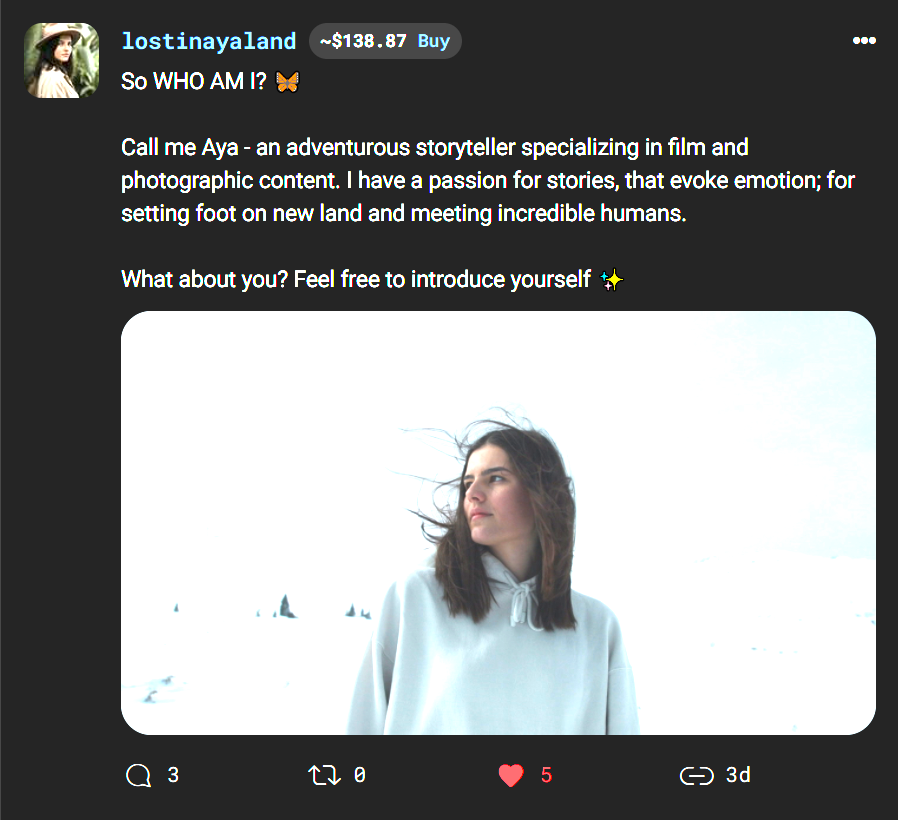 lostinayaland ~$138.87 Buy
So WHO AM I? 🦋
Call me Aya - an adventurous storyteller specializing in film and
photographic content. I have a passion for stories, that evoke emotion; for
setting foot on new land and meeting incredible humans.
What about you? Feel free to introduce yourself ✨
3 0 5 3d